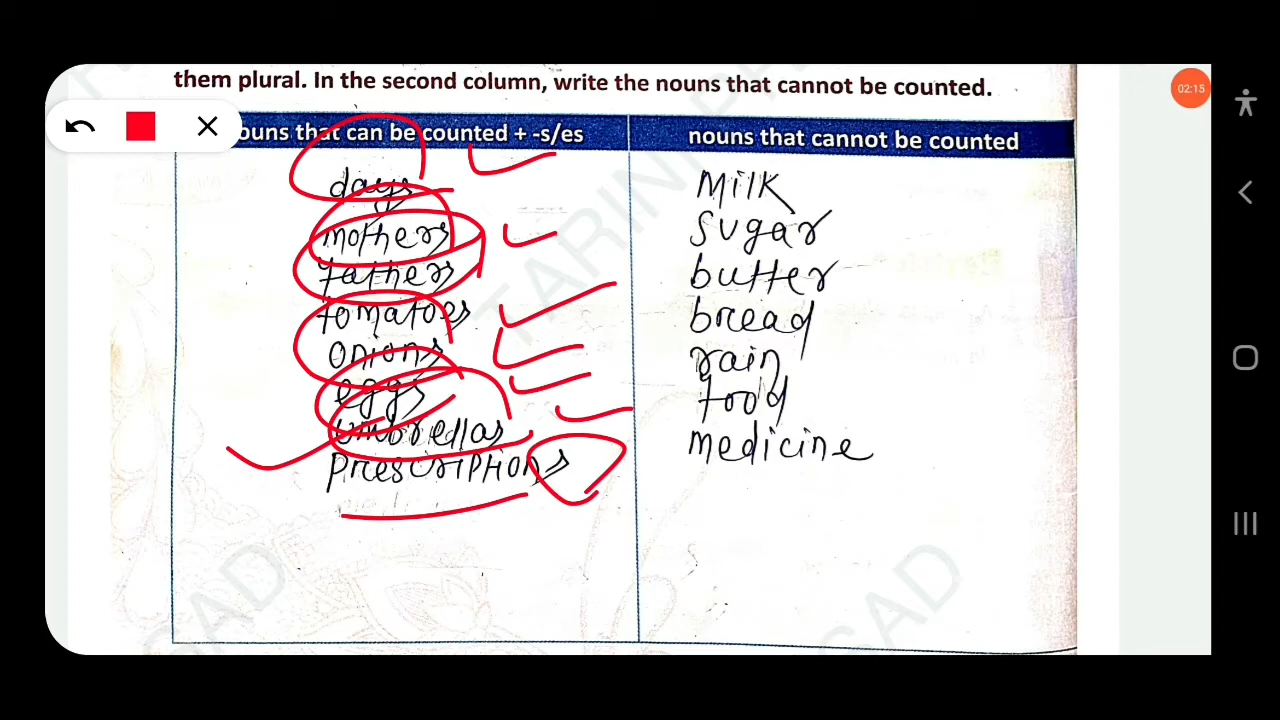 them plural. In the second column, write the nouns that cannot be counted.
02:15
ouns that can be counted + -s/es
nouns that cannot be counted
days
mothers
fathers
tomatoes
onions
eggs
umbrellas
Prescriptions
Milk
Sugar
butter
bread
rain
food
medicine